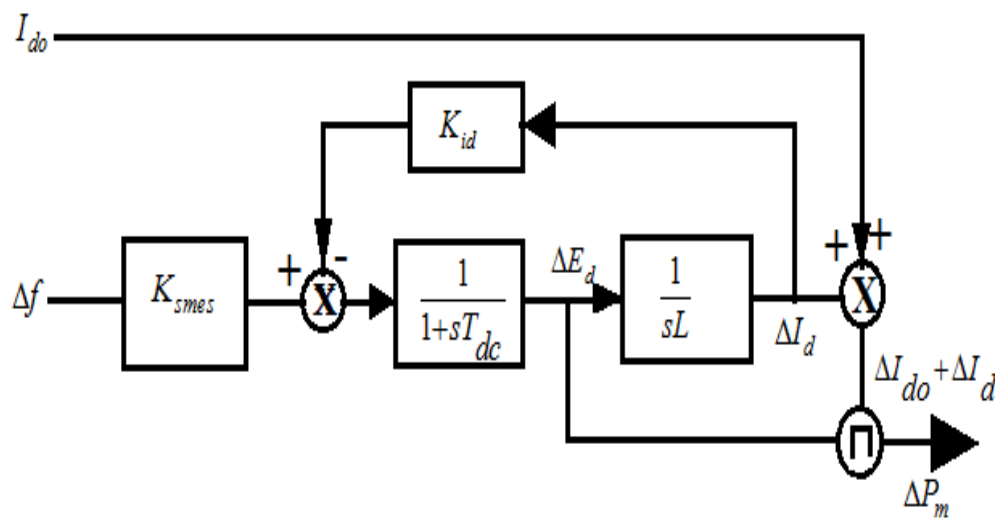 I_do
K_id
+ +
Δf
K_smes
+
-
X
1
1+sT_dc
ΔE_d
1
sL
ΔI_d
X
ΔI_do+ΔI_d
Π
ΔP_m